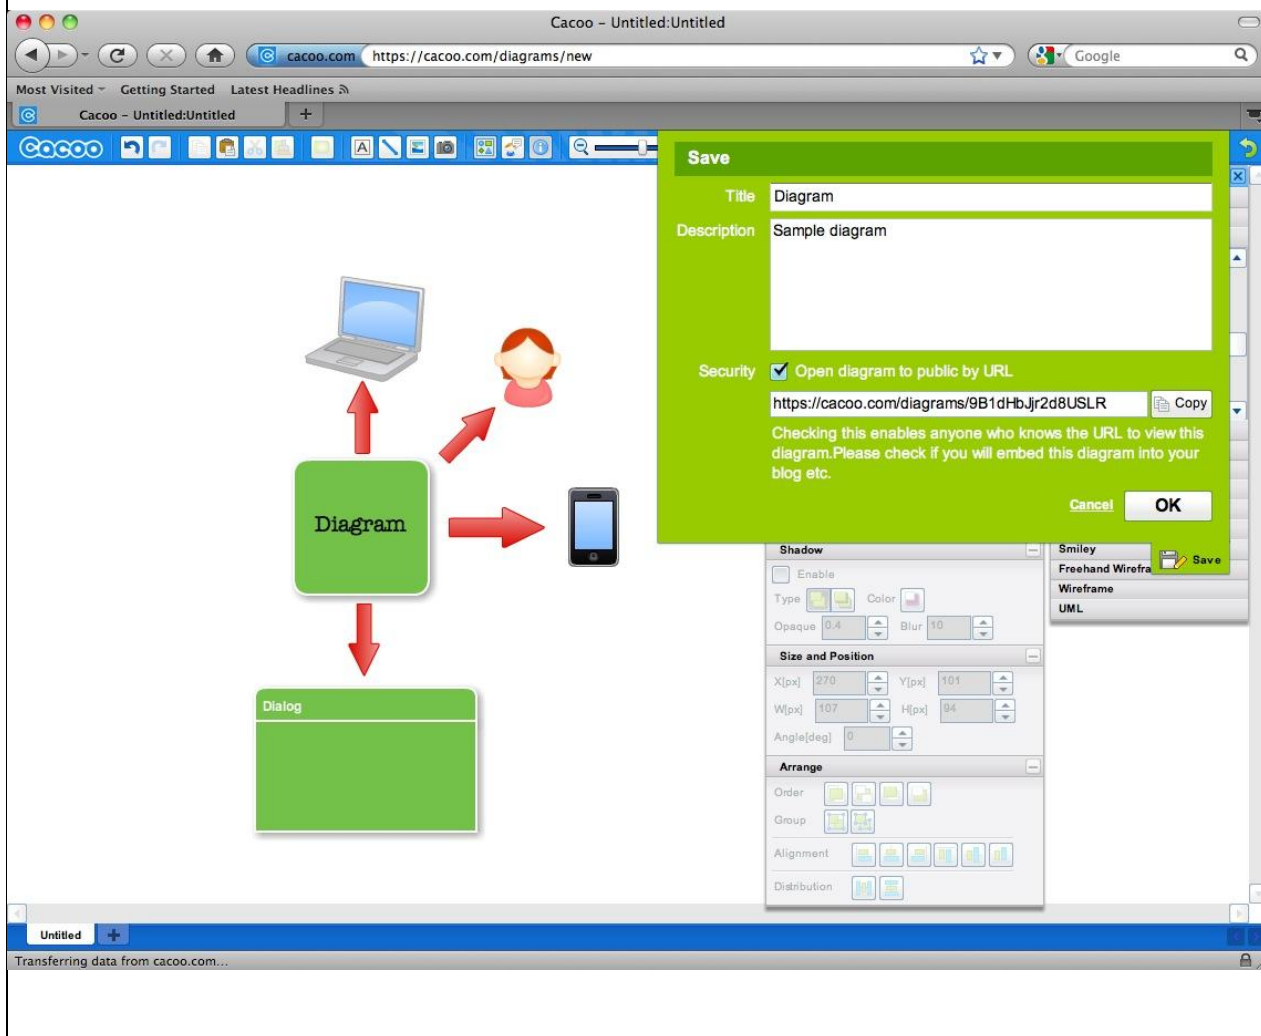 Cacoo – Untitled:Untitled
cacoo.com https://cacoo.com/diagrams/new Google
Most Visited Getting Started Latest Headlines
Cacoo – Untitled:Untitled +
Cacoo
Save
Title Diagram
Description Sample diagram
Security Open diagram to public by URL
https://cacoo.com/diagrams/9B1dHbJjr2d8USLR Copy
Checking this enables anyone who knows the URL to view this
diagram.Please check if you will embed this diagram into your
blog etc.
Cancel OK
Save
Diagram
Dialog
Shadow
Enable
Type Color
Opaque 0.4 Blur 10
Size and Position
X[px] 270 Y[px] 101
W[px] 107 H[px] 94
Angle[deg] 0
Arrange
Order
Group
Alignment
Distribution
Smiley
Freehand Wirefra
Wireframe
UML
Untitled +
Transferring data from cacoo.com...